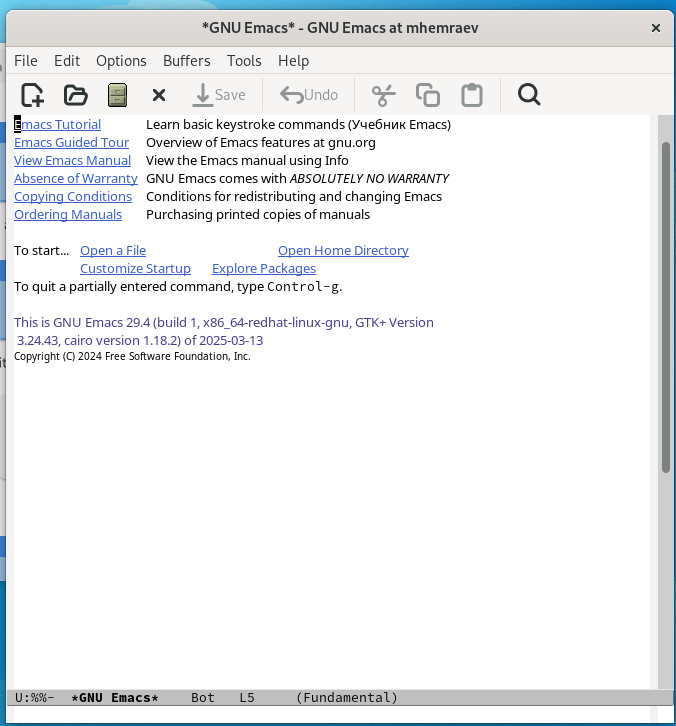 *GNU Emacs* - GNU Emacs at mhemraev
File Edit Options Buffers Tools Help
Save Undo
Emacs Tutorial Learn basic keystroke commands (Учебник Emacs)
Emacs Guided Tour Overview of Emacs features at gnu.org
View Emacs Manual View the Emacs manual using Info
Absence of Warranty GNU Emacs comes with ABSOLUTELY NO WARRANTY
Copying Conditions Conditions for redistributing and changing Emacs
Ordering Manuals Purchasing printed copies of manuals
To start... Open a File Open Home Directory
Customize Startup Explore Packages
To quit a partially entered command, type Control-g.
This is GNU Emacs 29.4 (build 1, x86_64-redhat-linux-gnu, GTK+ Version
3.24.43, cairo version 1.18.2) of 2025-03-13
Copyright (C) 2024 Free Software Foundation, Inc.
U:%%- *GNU Emacs* Bot L5 (Fundamental)